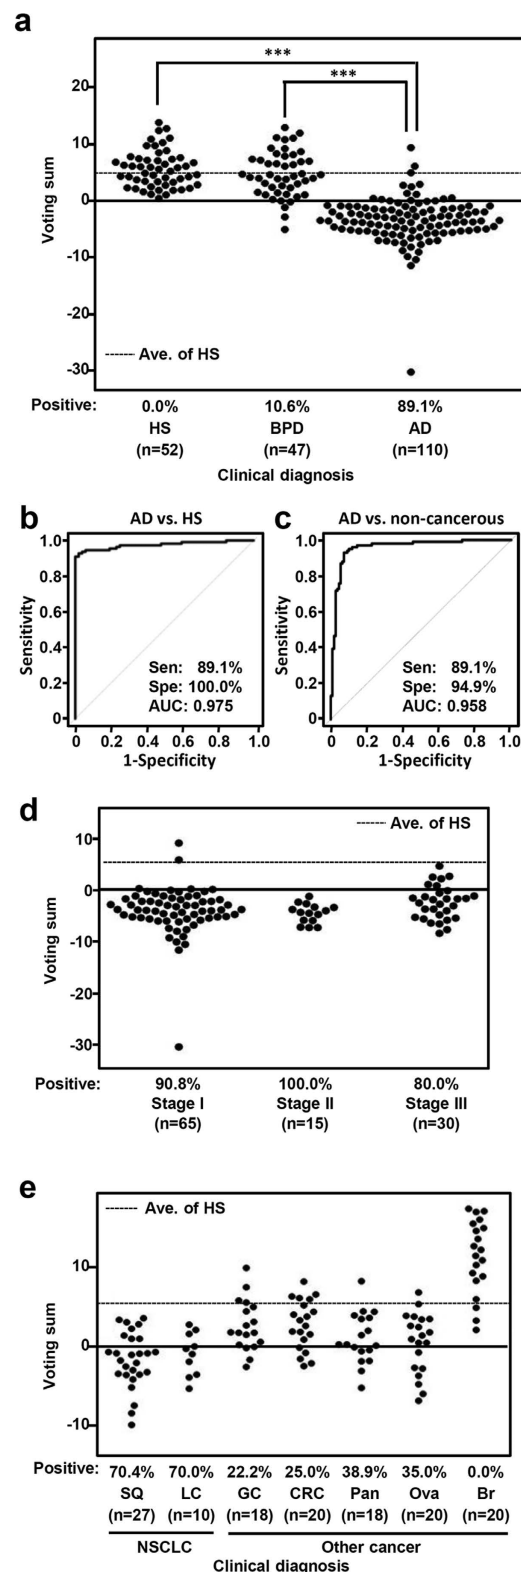 a
***
***
20
10
0
-10
-20
-30
Voting sum
Ave. of HS
Positive: 0.0% 10.6% 89.1%
HS BPD AD
(n=52) (n=47) (n=110)
Clinical diagnosis
b AD vs. HS
1.0
0.8
0.6
0.4
0.2
0
Sensitivity
Sen: 89.1%
Spe: 100.0%
AUC: 0.975
0 0.2 0.4 0.6 0.8 1.0
1-Specificity
c AD vs. non-cancerous
1.0
0.8
0.6
0.4
0.2
0
Sensitivity
Sen: 89.1%
Spe: 94.9%
AUC: 0.958
0 0.2 0.4 0.6 0.8 1.0
1-Specificity
d
Ave. of HS
10
0
-10
-20
-30
Voting sum
Positive: 90.8% 100.0% 80.0%
Stage I Stage II Stage III
(n=65) (n=15) (n=30)
e
Ave. of HS
10
0
-10
Voting sum
Positive: 70.4% 70.0% 22.2% 25.0% 38.9% 35.0% 0.0%
SQ LC GC CRC Pan Ova Br
(n=27) (n=10) (n=18) (n=20) (n=18) (n=20) (n=20)
NSCLC Other cancer
Clinical diagnosis